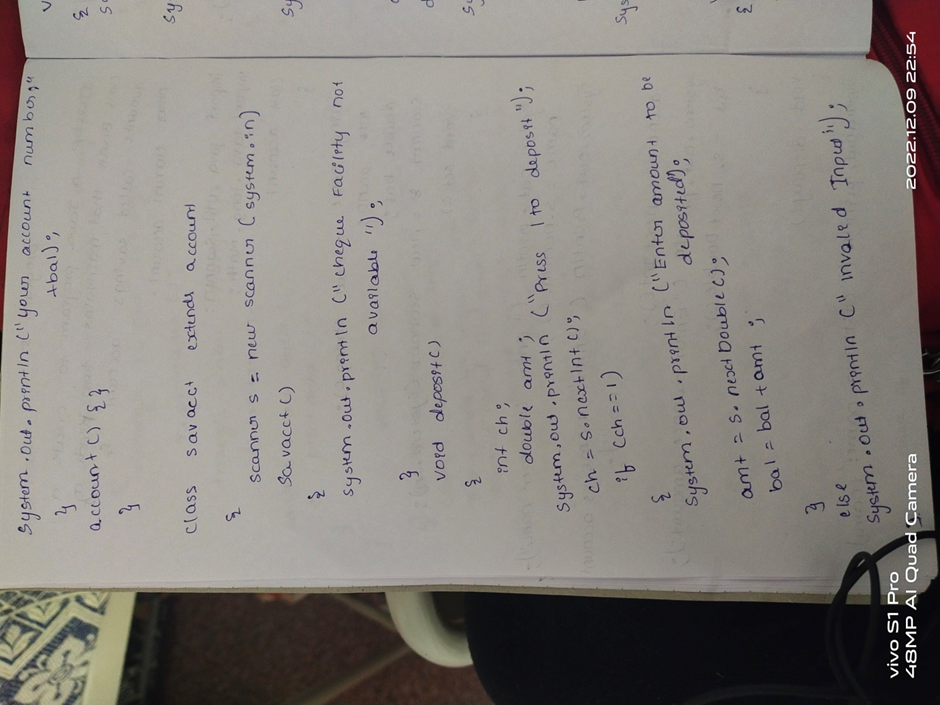 System.out.println ("your account number;"
+bal);
}
account () { }
}
class savacct extends account
{
scanner s = new scanner (system.in)
Savacct ()
{
system.out.println ("cheque Facility not
available ");
}
void deposit()
{
int ch;
double amt;
system.out.println ("Press 1 to deposit");
ch = s.nextInt ();
if (ch==1)
{
System.out.println ("Enter amount to be
deposited");
amt = s.nextDouble ();
bal = bal + amt ;
}
else
System.out.println (" invaled Input");
vivo S1 Pro
48MP AI Quad Camera
2022.12.09 22:54